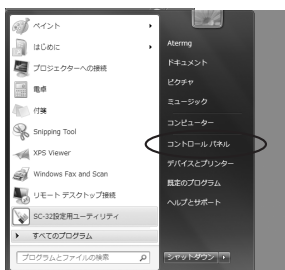 ペイント
はじめに
プロジェクターへの接続
電卓
付箋
Snipping Tool
XPS Viewer
Windows Fax and Scan
リモート デスクトップ接続
SC-32設定用ユーティリティ
すべてのプログラム
プログラムとファイルの検索
Atermg
ドキュメント
ピクチャ
ミュージック
コンピューター
コントロール パネル
デバイスとプリンター
既定のプログラム
ヘルプとサポート
シャットダウン